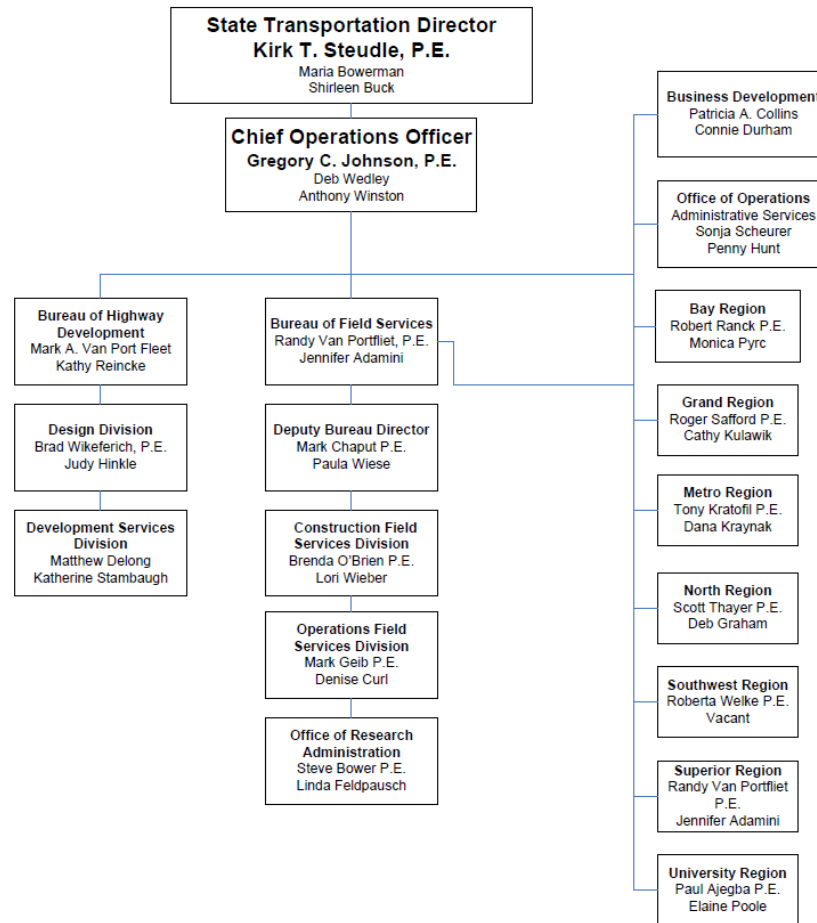 State Transportation Director
Kirk T. Steudle, P.E.
Maria Bowerman
Shirleen Buck
Chief Operations Officer
Gregory C. Johnson, P.E.
Deb Wedley
Anthony Winston
Bureau of Highway
Development
Mark A. Van Port Fleet
Kathy Reincke
Design Division
Brad Wikeferich, P.E.
Judy Hinkle
Development Services
Division
Matthew Delong
Katherine Stambaugh
Bureau of Field Services
Randy Van Portfliet, P.E.
Jennifer Adamini
Deputy Bureau Director
Mark Chaput P.E.
Paula Wiese
Construction Field
Services Division
Brenda O'Brien P.E.
Lori Wieber
Operations Field
Services Division
Mark Geib P.E.
Denise Curl
Office of Research
Administration
Steve Bower P.E.
Linda Feldpausch
Business Development
Patricia A. Collins
Connie Durham
Office of Operations
Administrative Services
Sonja Scheurer
Penny Hunt
Bay Region
Robert Ranck P.E.
Monica Pyrc
Grand Region
Roger Safford P.E.
Cathy Kulawik
Metro Region
Tony Kratofil P.E.
Dana Kraynak
North Region
Scott Thayer P.E.
Deb Graham
Southwest Region
Roberta Welke P.E.
Vacant
Superior Region
Randy Van Portfliet
P.E.
Jennifer Adamini
University Region
Paul Ajegba P.E.
Elaine Poole